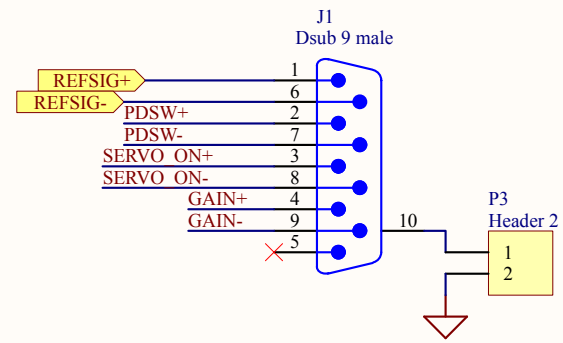 J1
Dsub 9 male
REFSIG+ 1
REFSIG- 6
PDSW+ 2
PDSW- 7
SERVO_ON+ 3
SERVO_ON- 8
GAIN+ 4
GAIN- 9
5
10
P3
Header 2
1
2